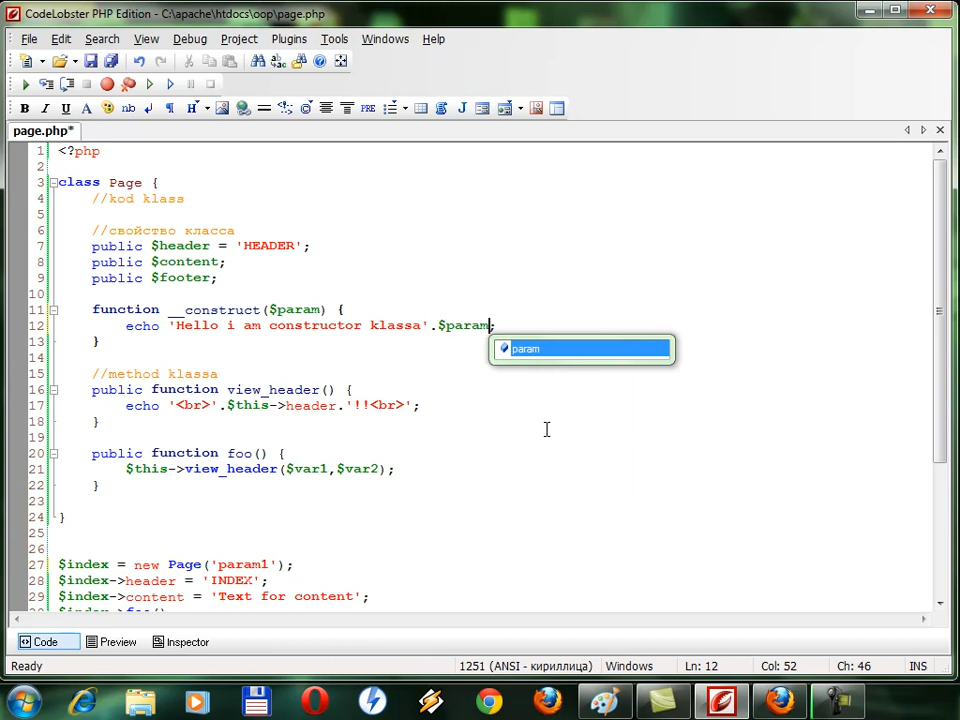 CodeLobster PHP Edition - C:\apache\htdocs\oop\page.php
File Edit Search View Debug Project Plugins Tools Windows Help
B I U A nb ¶ H PRE J
page.php*
1 <?php
2
3 class Page {
4 //kod klass
5
6 //свойство класса
7 public $header = 'HEADER';
8 public $content;
9 public $footer;
10
11 function __construct($param) {
12 echo 'Hello i am constructor klassa'.$param;
13 }
param
14
15 //method klassa
16 public function view_header() {
17 echo '<br>'.$this->header.'!!<br>';
18 }
19
20 public function foo() {
21 $this->view_header($var1,$var2);
22 }
23
24 }
25
26
27 $index = new Page('param1');
28 $index->header = 'INDEX';
29 $index->content = 'Text for content';
Code Preview Inspector
Ready 1251 (ANSI - кириллица) Windows Ln: 12 Col: 52 Ch: 46 INS